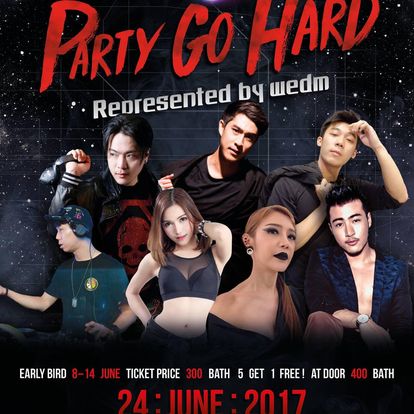 PARTY GO HARD
Represented by wedm
EARLY BIRD 8-14 JUNE TICKET PRICE 300 BATH 5 GET 1 FREE! AT DOOR 400 BATH
24:JUNE:2017